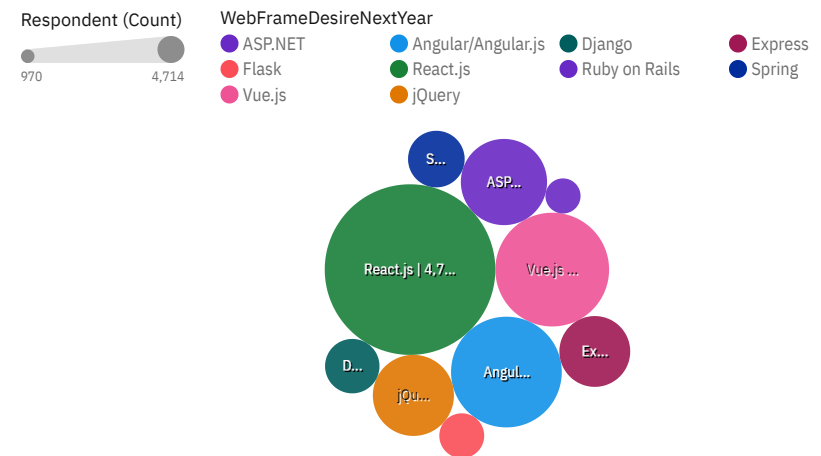 Respondent (Count)
970 4,714
WebFrameDesireNextYear
ASP.NET Angular/Angular.js Django Express
Flask React.js Ruby on Rails Spring
Vue.js jQuery
S...
ASP...
React.js | 4,7...
Vue.js ...
Ex...
D...
Angul...
jQu...